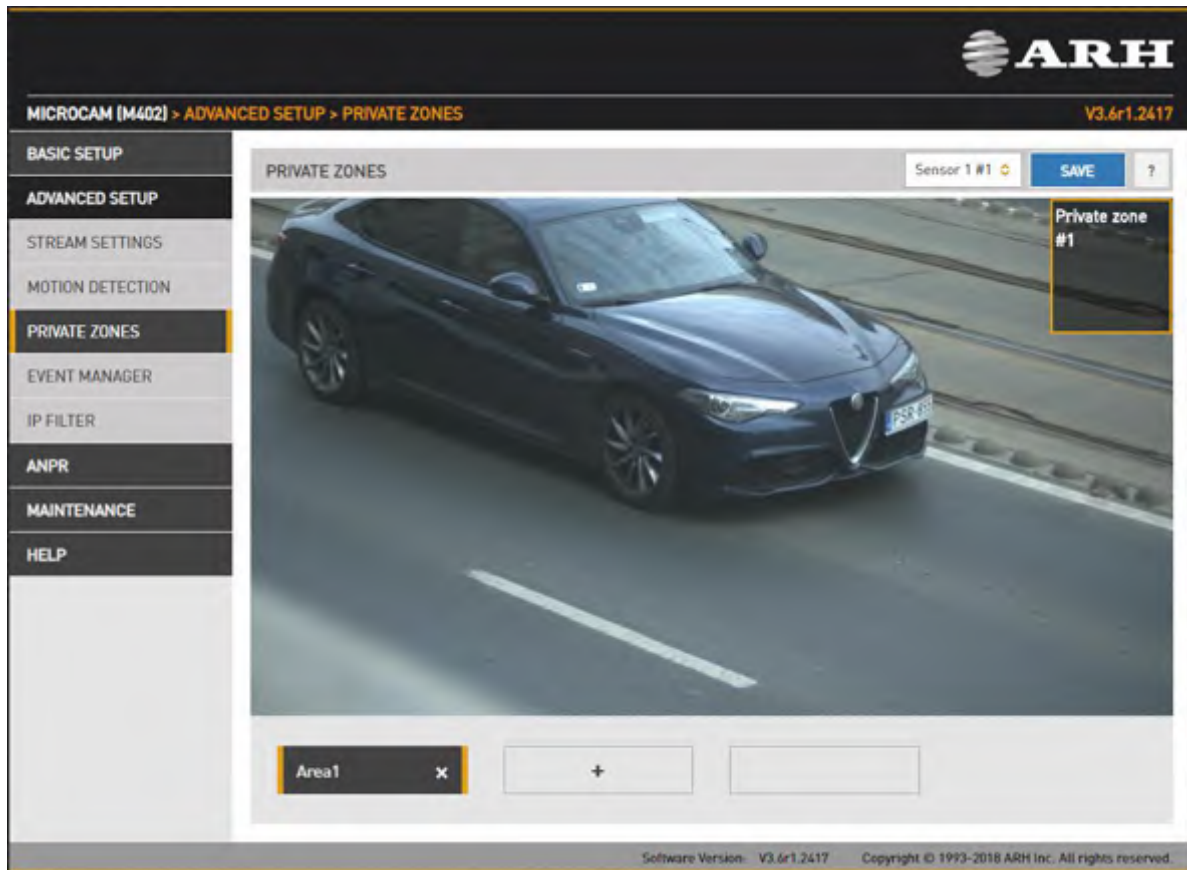 ARH
MICROCAM (M402) > ADVANCED SETUP > PRIVATE ZONES
V3.6r1.2417
BASIC SETUP
ADVANCED SETUP
STREAM SETTINGS
MOTION DETECTION
PRIVATE ZONES
EVENT MANAGER
IP FILTER
ANPR
MAINTENANCE
HELP
PRIVATE ZONES
Sensor 1 #1
SAVE
?
Private zone
#1
Area1 ×
+
Software Version: V3.6r1.2417
Copyright © 1993-2018 ARH Inc. All rights reserved.